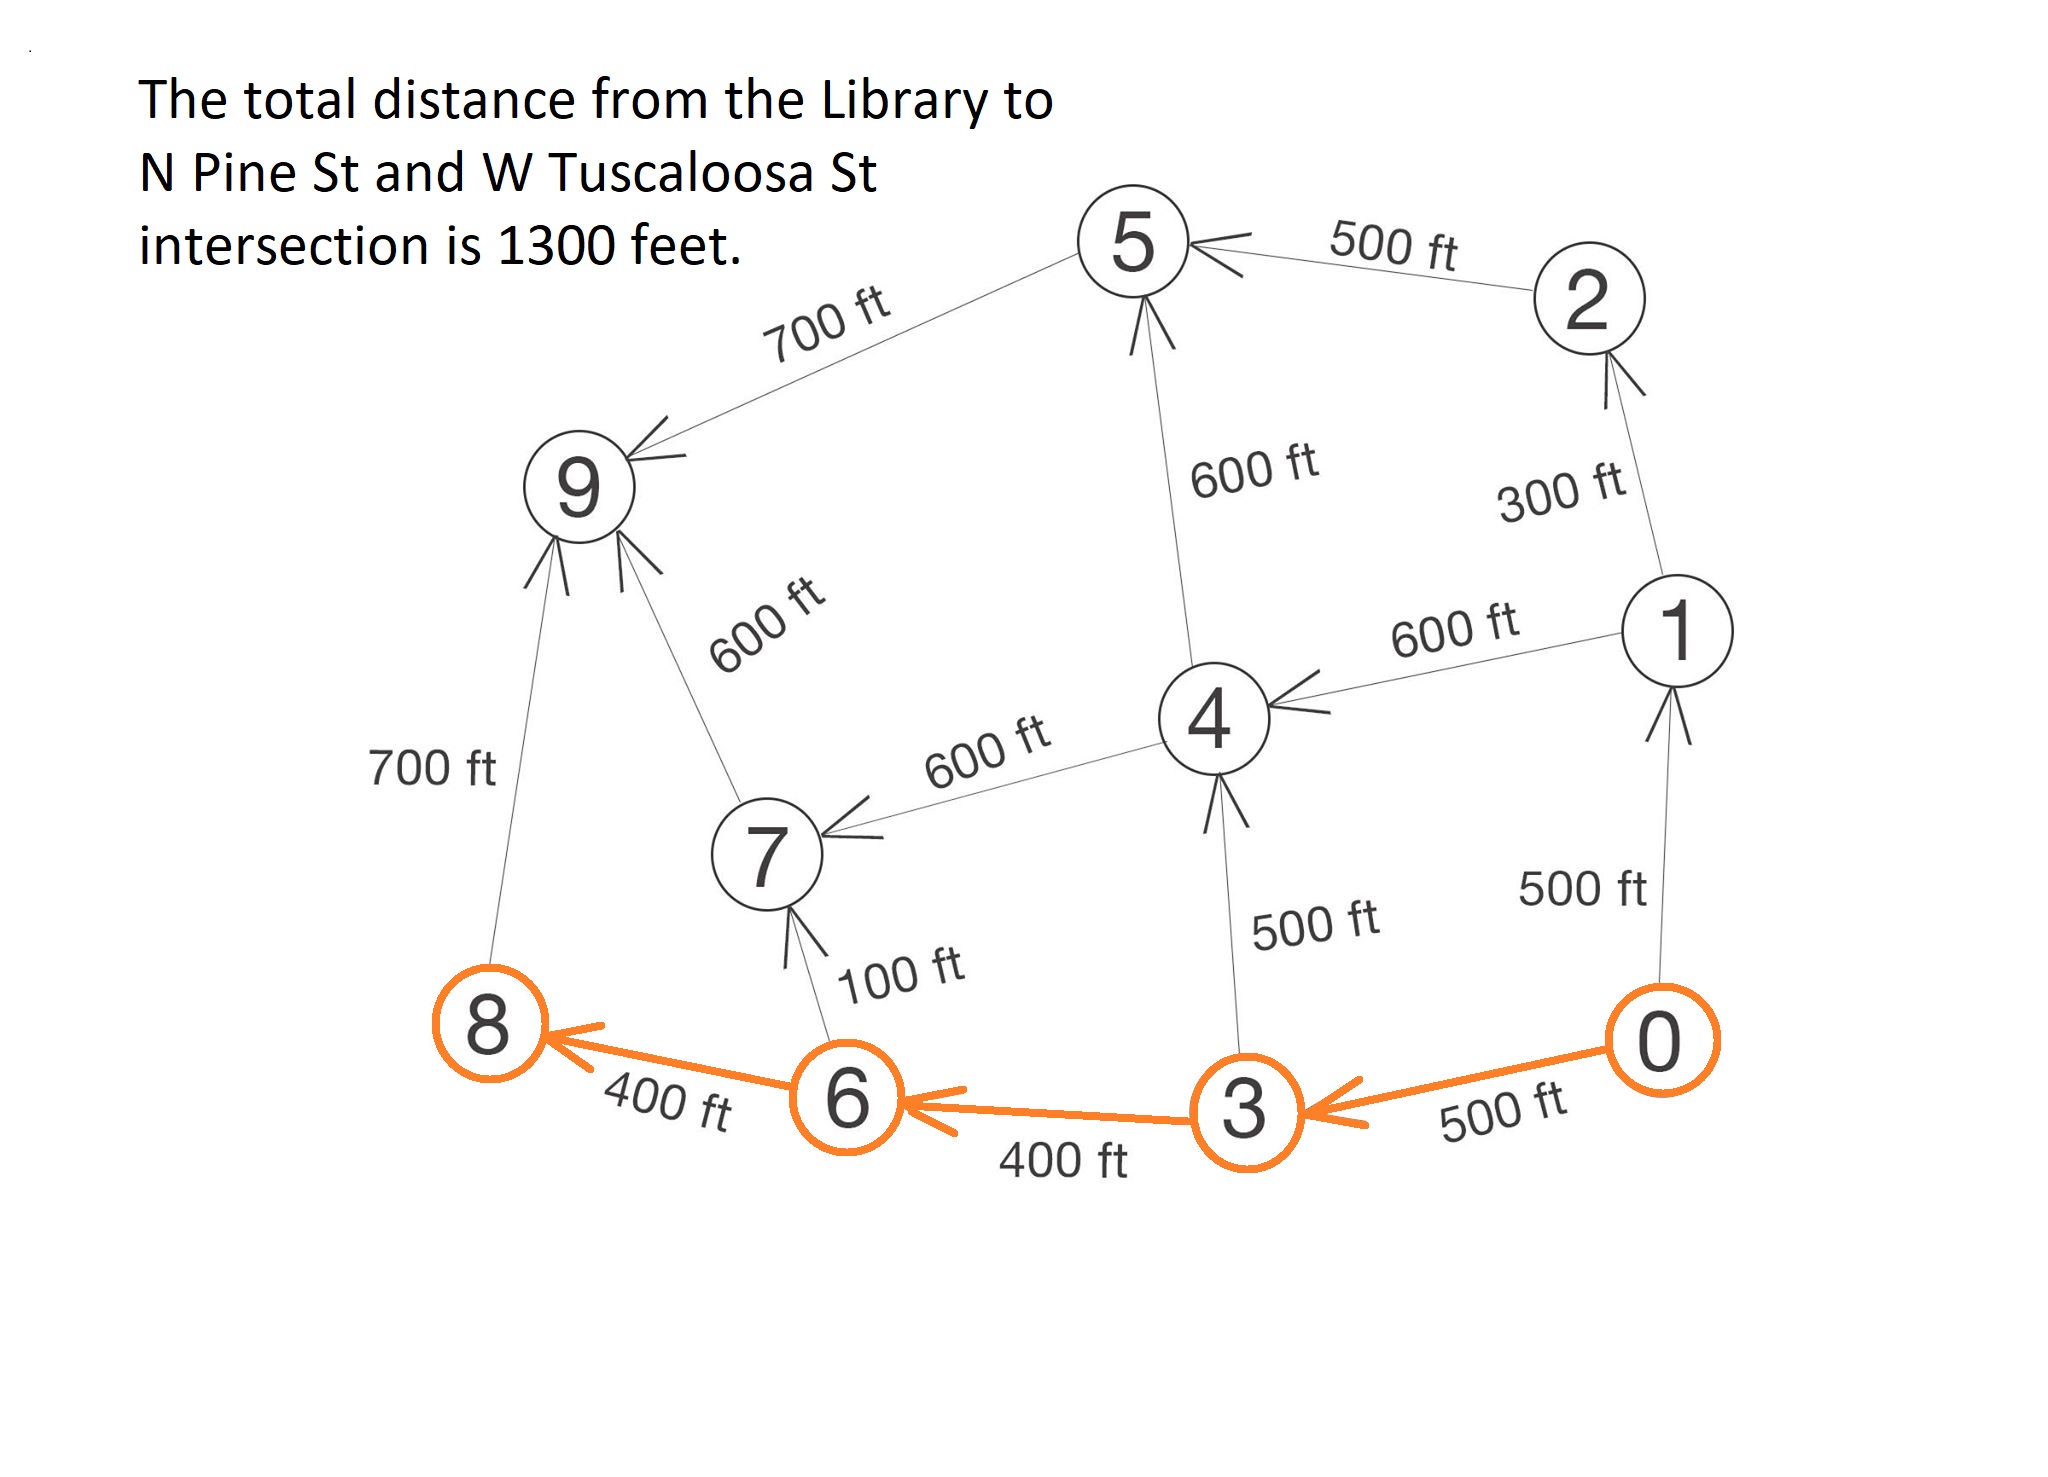 The total distance from the Library to
N Pine St and W Tuscaloosa St
intersection is 1300 feet.
5
500 ft
2
700 ft
9
600 ft
300 ft
600 ft
600 ft
1
700 ft
600 ft
4
7
500 ft
500 ft
100 ft
8
400 ft
6
400 ft
3
500 ft
0